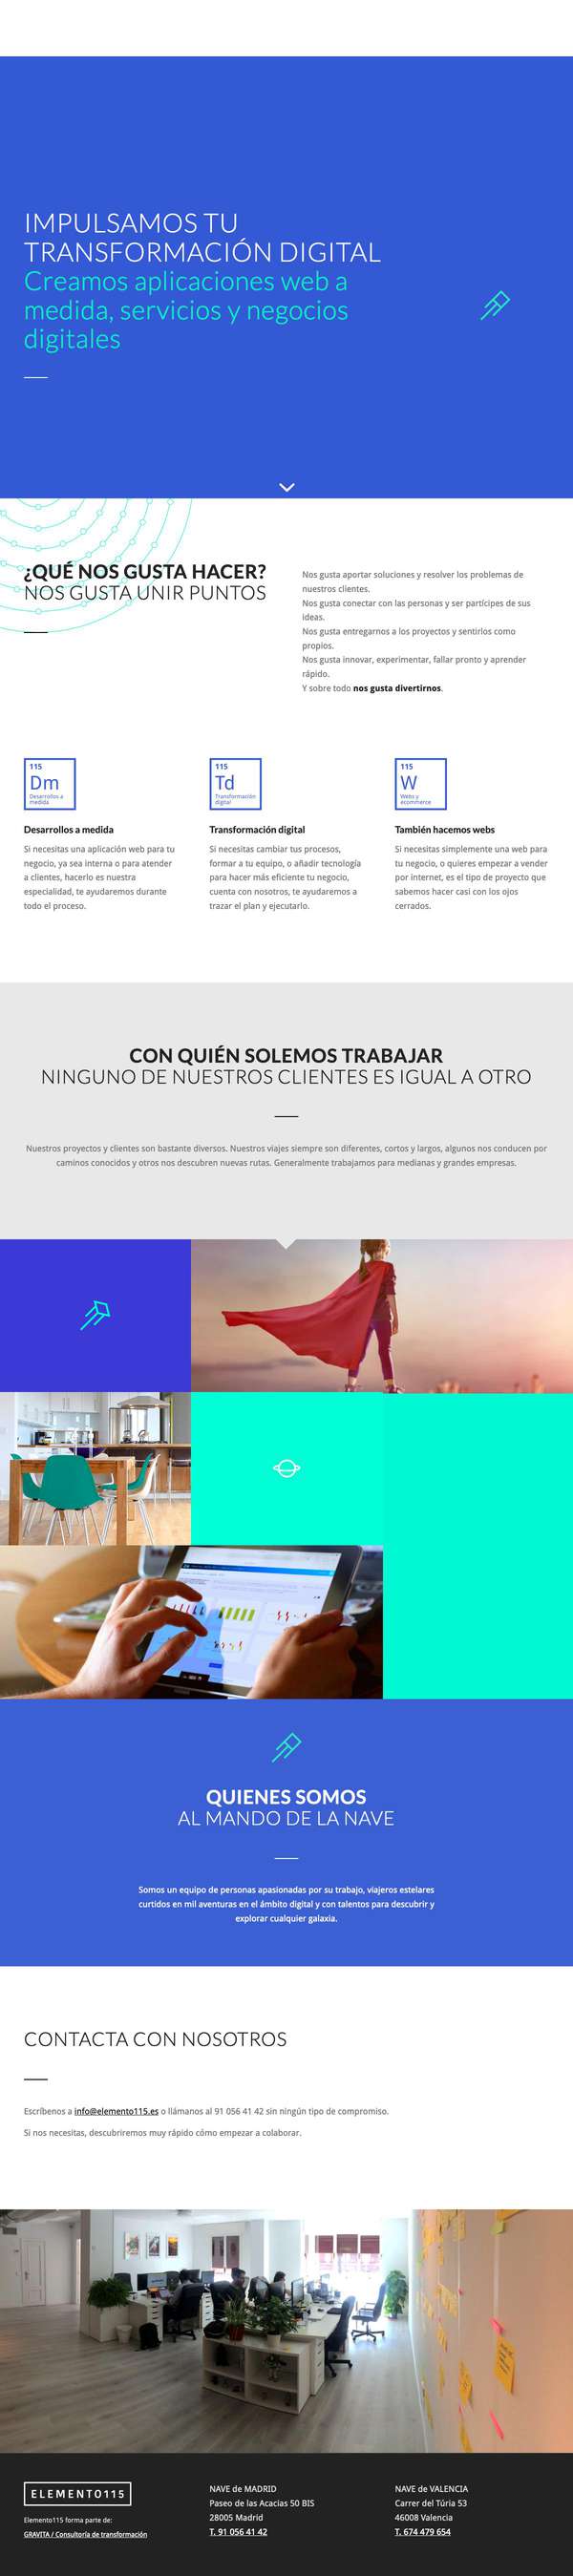 IMPULSAMOS TU
TRANSFORMACIÓN DIGITAL
Creamos aplicaciones web a
medida, servicios y negocios
digitales
¿QUÉ NOS GUSTA HACER?
NOS GUSTA UNIR PUNTOS
Nos gusta aportar soluciones y resolver los problemas de
nuestros clientes.
Nos gusta conectar con las personas y ser partícipes de sus
ideas.
Nos gusta entregarnos a los proyectos y sentirlos como
propios.
Nos gusta innovar, experimentar, fallar pronto y aprender
rápido.
Y sobre todo nos gusta divertirnos.
115
Dm
Desarrollos a
medida
Desarrollos a medida
Si necesitas una aplicación web para tu
negocio, ya sea interna o para atender
a clientes, hacerlo es nuestra
especialidad, te ayudaremos durante
todo el proceso.
115
Td
Transformación
digital
Transformación digital
Si necesitas cambiar tus procesos,
formar a tu equipo, o añadir tecnología
para hacer más eficiente tu negocio,
cuenta con nosotros, te ayudaremos a
trazar el plan y ejecutarlo.
115
W
Webs y
ecommerce
También hacemos webs
Si necesitas simplemente una web para
tu negocio, o quieres empezar a vender
por internet, es el tipo de proyecto que
sabemos hacer casi con los ojos
cerrados.
CON QUIÉN SOLEMOS TRABAJAR
NINGUNO DE NUESTROS CLIENTES ES IGUAL A OTRO
Nuestros proyectos y clientes son bastante diversos. Nuestros viajes siempre son diferentes, cortos y largos, algunos nos conducen por
caminos conocidos y otros nos descubren nuevas rutas. Generalmente trabajamos para medianas y grandes empresas.
QUIENES SOMOS
AL MANDO DE LA NAVE
Somos un equipo de personas apasionadas por su trabajo, viajeros estelares
curtidos en mil aventuras en el ámbito digital y con talentos para descubrir y
explorar cualquier galaxia.
CONTACTA CON NOSOTROS
Escríbenos a info@elemento115.es o llámanos al 91 056 41 42 sin ningún tipo de compromiso.
Si nos necesitas, descubriremos muy rápido cómo empezar a colaborar.
ELEMENTO115
Elemento115 forma parte de:
GRAVITA / Consultoría de transformación
NAVE de MADRID
Paseo de las Acacias 50 BIS
28005 Madrid
T. 91 056 41 42
NAVE de VALENCIA
Carrer del Túria 53
46008 Valencia
T. 674 479 654